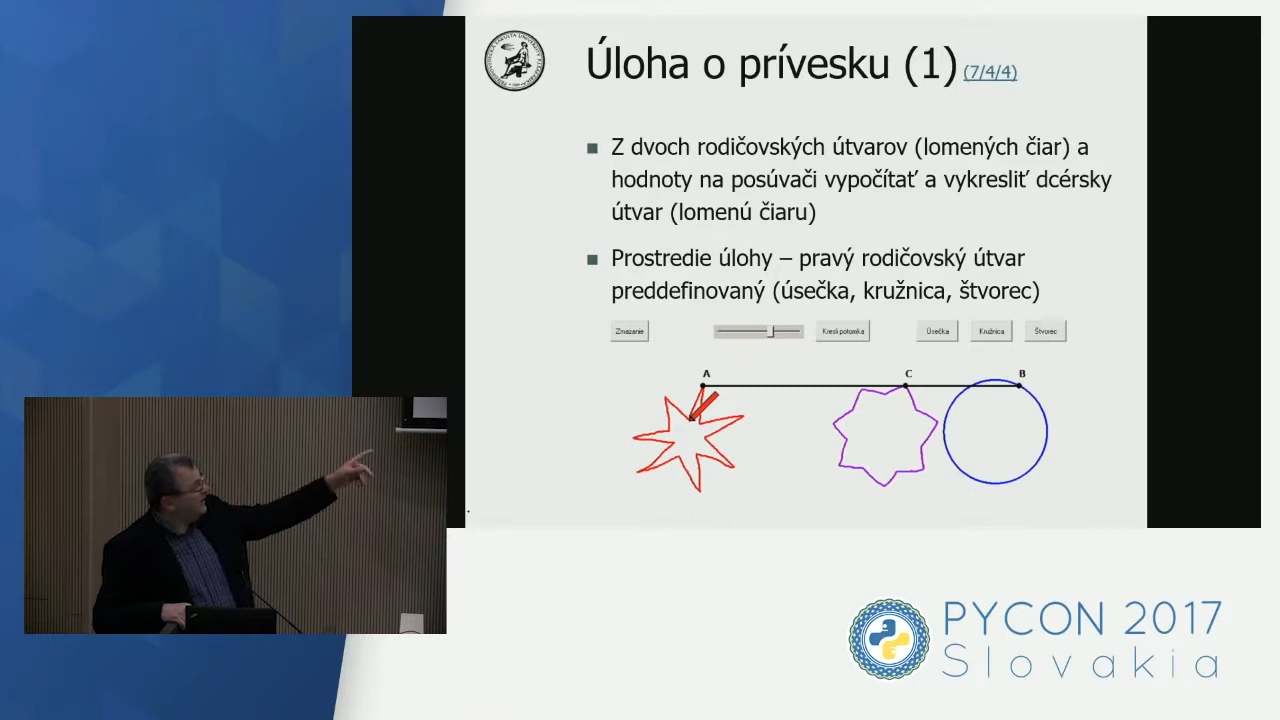 Úloha o prívesku (1) (7/4/4)
Z dvoch rodičovských útvarov (lomených čiar) a
hodnoty na posúvači vypočítať a vykresliť dcérsky
útvar (lomenú čiaru)
Prostredie úlohy – pravý rodičovský útvar
preddefinovaný (úsečka, kružnica, štvorec)
Zmazanie
Kresli potomka
Úsečka
Kružnica
Štvorec
A
C
B
PYCON 2017
Slovakia